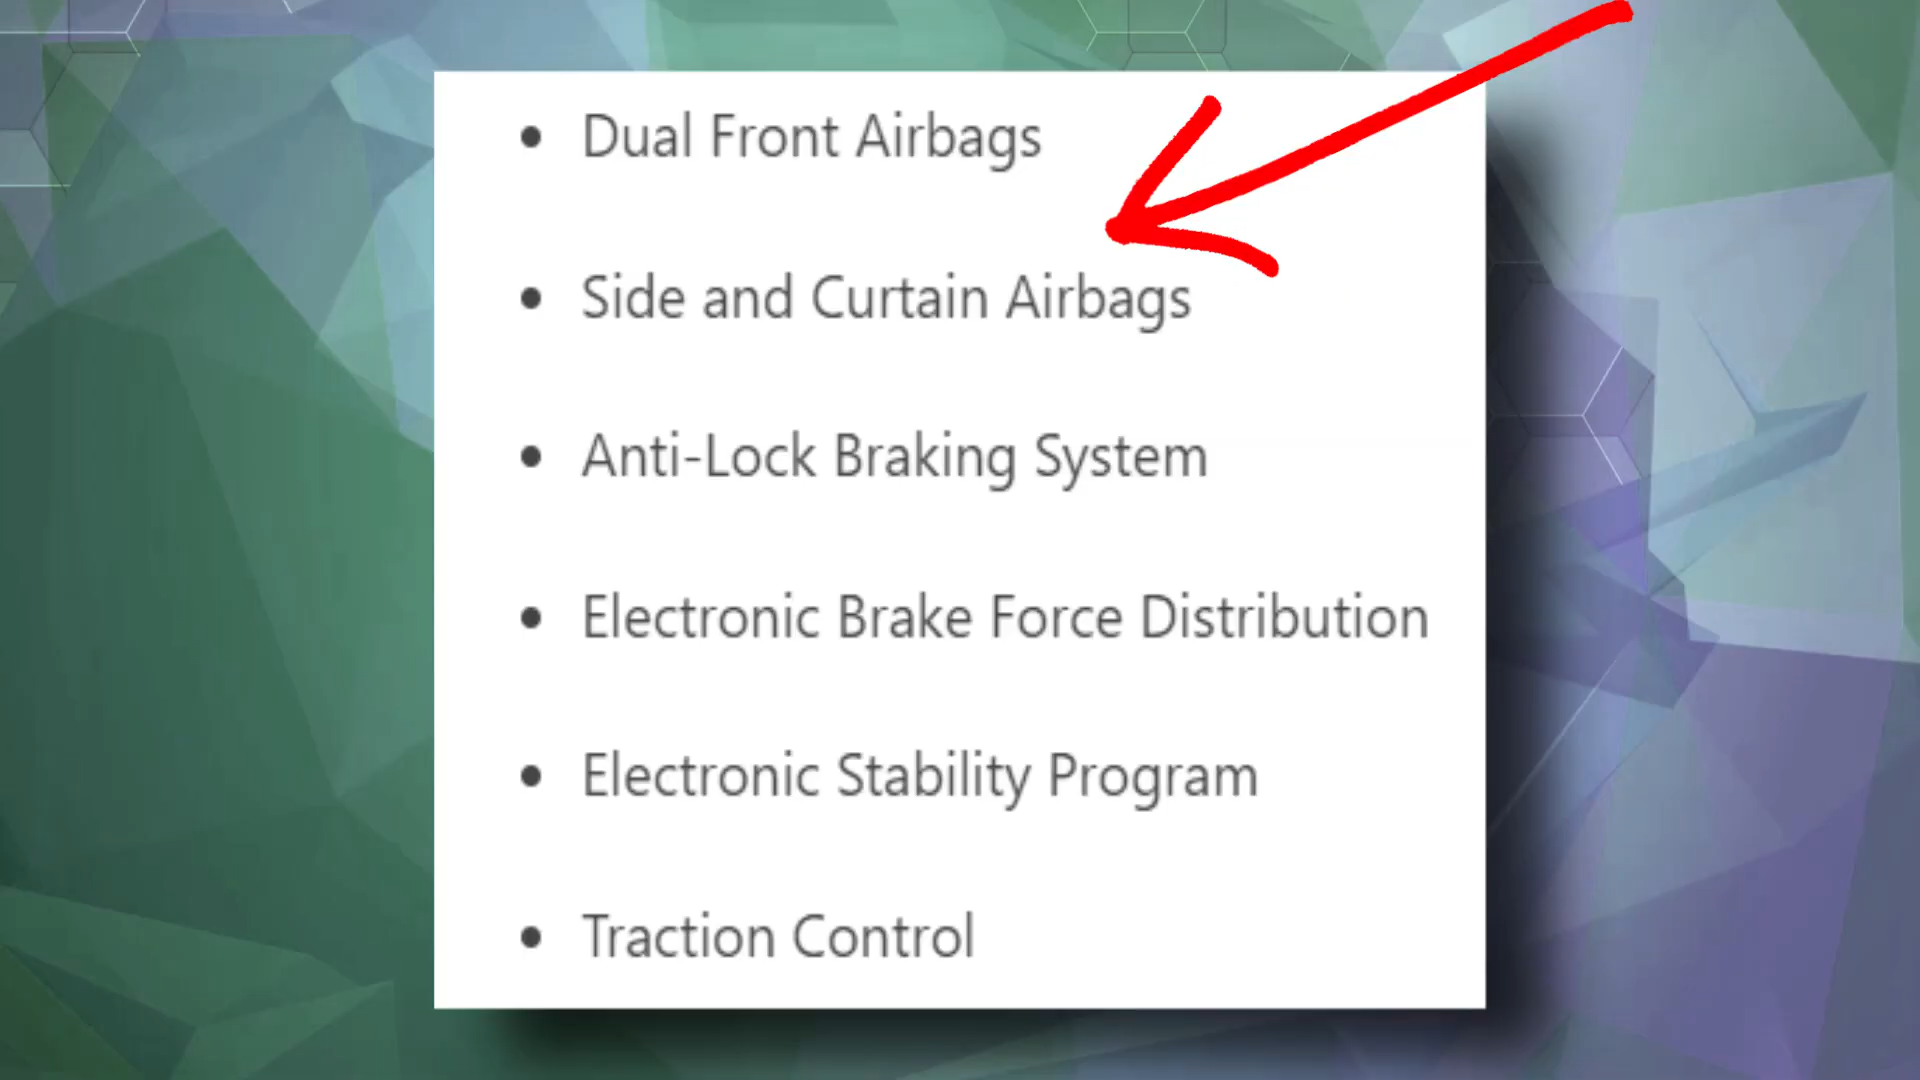 • Dual Front Airbags
• Side and Curtain Airbags
• Anti-Lock Braking System
• Electronic Brake Force Distribution
• Electronic Stability Program
• Traction Control